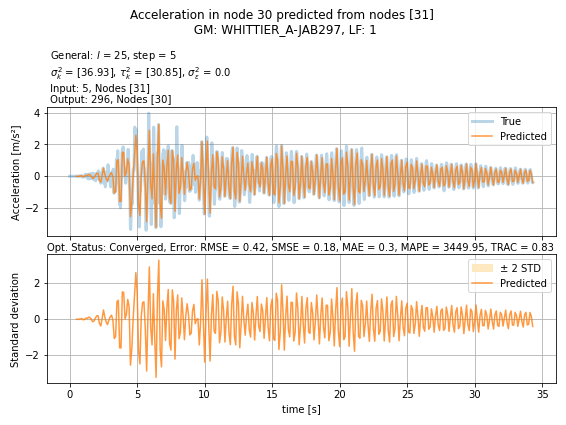 Acceleration in node 30 predicted from nodes [31]
GM: WHITTIER_A-JAB297, LF: 1
General: l = 25, step = 5
σ²ₖ = [36.93], τ²ₖ = [30.85], σ²ε = 0.0
Input: 5, Nodes [31]
Output: 296, Nodes [30]
Acceleration [m/s²]
4
2
0
−2
True
Predicted
Opt. Status: Converged, Error: RMSE = 0.42, SMSE = 0.18, MAE = 0.3, MAPE = 3449.95, TRAC = 0.83
Standard deviation
2
0
−2
± 2 STD
Predicted
0 5 10 15 20 25 30 35
time [s]